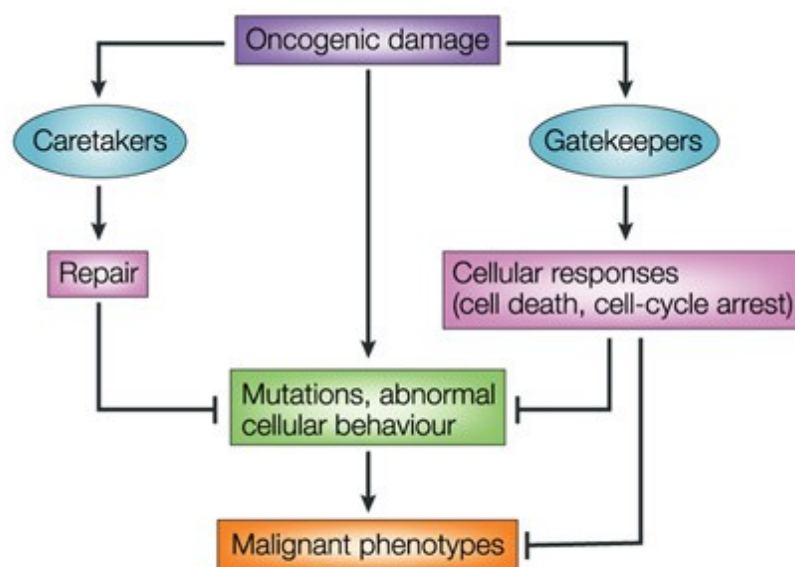 Oncogenic damage
Caretakers
Gatekeepers
Repair
Cellular responses
(cell death, cell-cycle arrest)
Mutations, abnormal
cellular behaviour
Malignant phenotypes